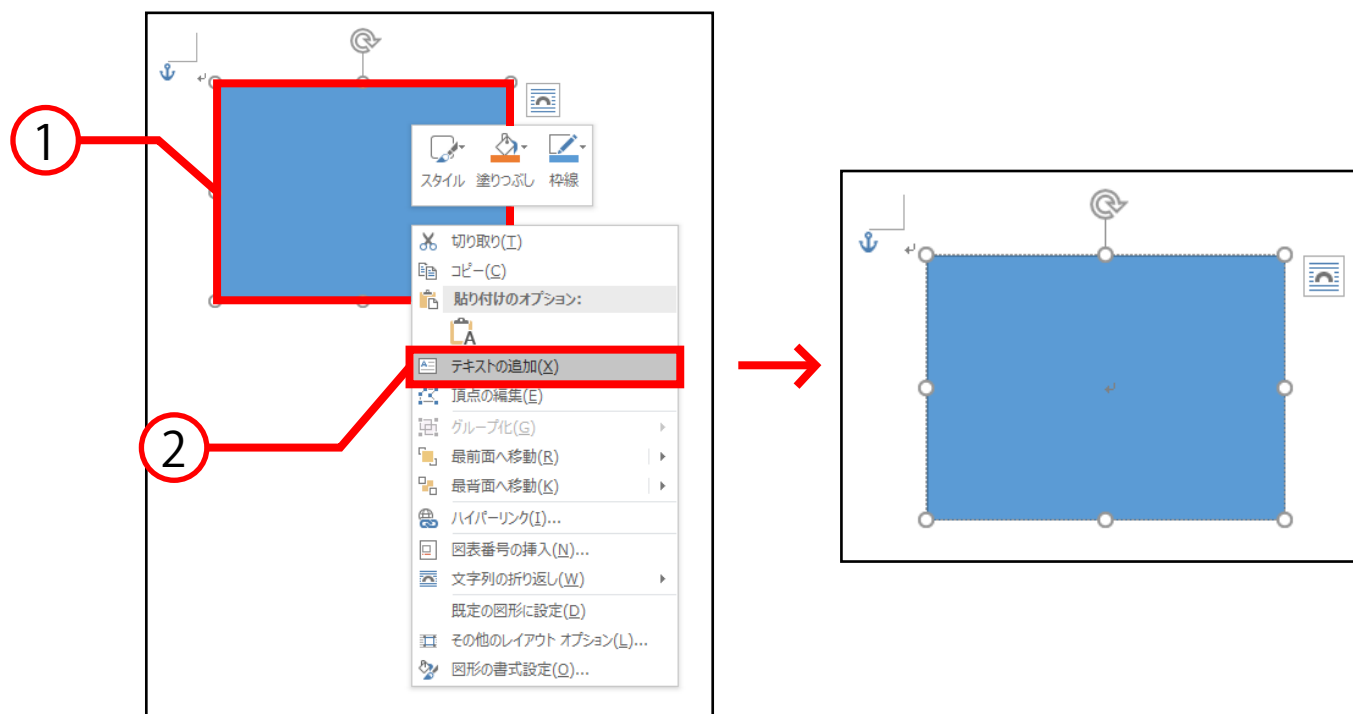 1
スタイル 塗りつぶし 枠線
切り取り(T)
コピー(C)
貼り付けのオプション:
A
テキストの追加(X)
頂点の編集(E)
グループ化(G)
最前面へ移動(R)
最背面へ移動(K)
ハイパーリンク(I)...
図表番号の挿入(N)...
文字列の折り返し(W)
既定の図形に設定(D)
その他のレイアウト オプション(L)...
図形の書式設定(O)...
2